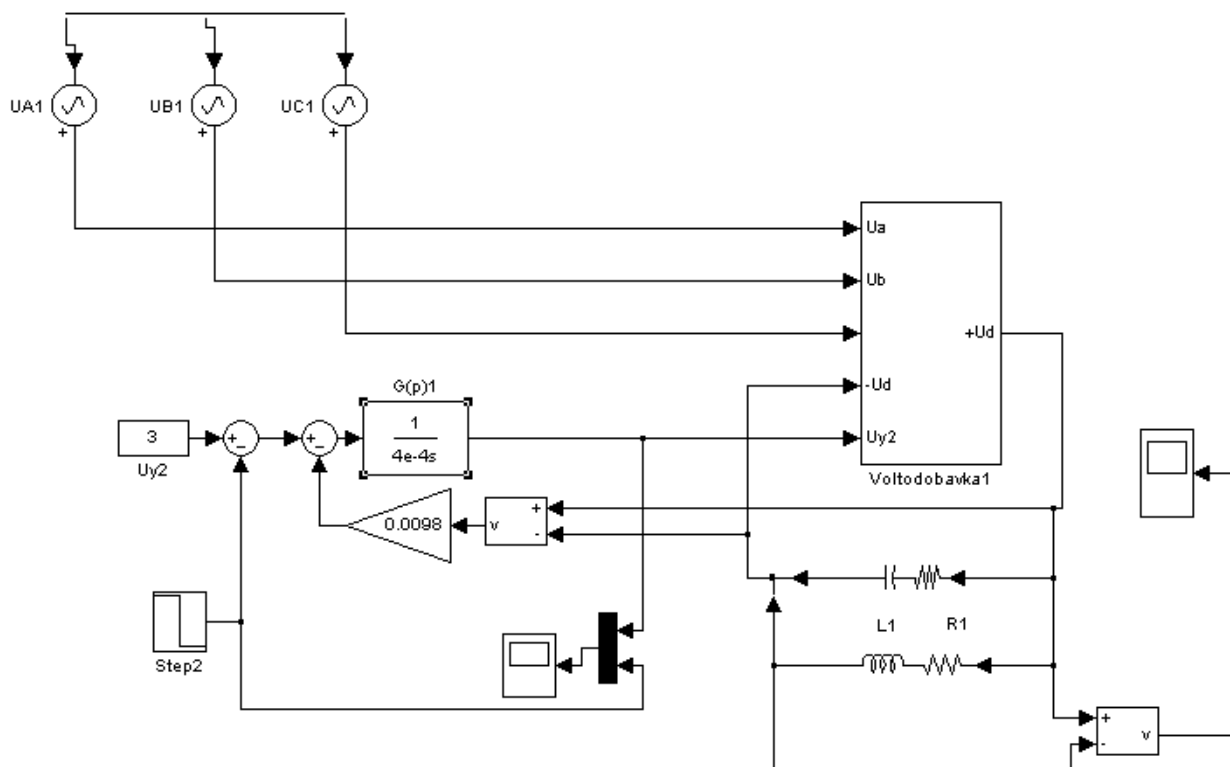 UA1
UB1
UC1
+
+
+
Ua
Ub
+Ud
-Ud
Uy2
Voltodobavka1
G(p)1
1
4e-4s
3
Uy2
+
-
+
-
0.0098
v
+
-
Step2
L1
R1
+
-
v